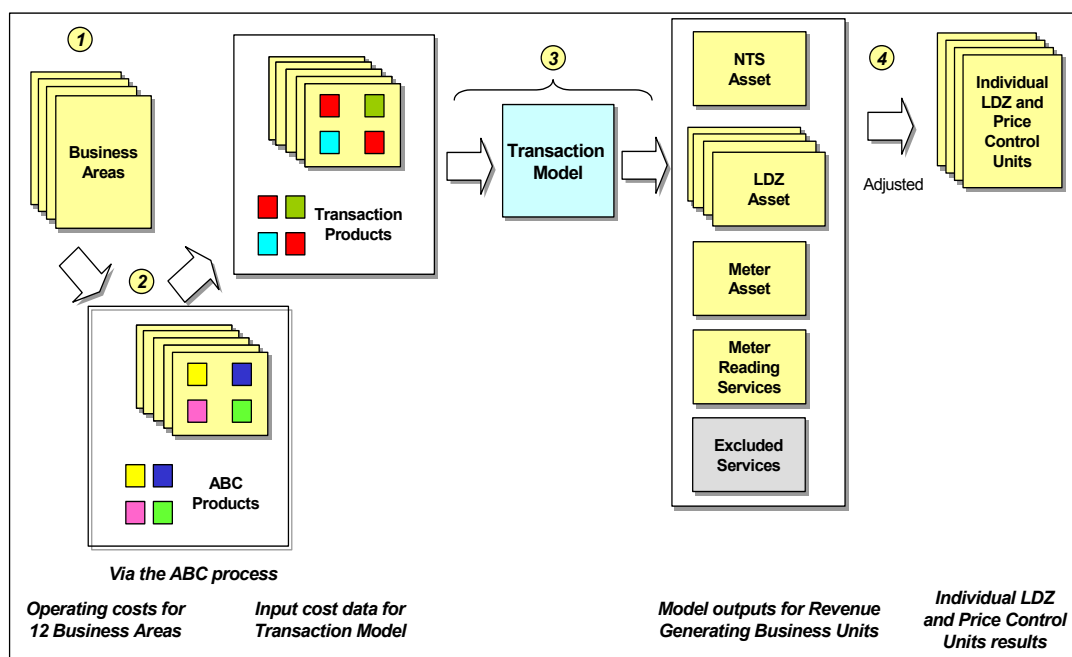 1
Business
Areas
2
ABC
Products
Via the ABC process
Operating costs for
12 Business Areas
Transaction
Products
Input cost data for
Transaction Model
3
Transaction
Model
NTS
Asset
LDZ
Asset
Meter
Asset
Meter
Reading
Services
Excluded
Services
Model outputs for Revenue
Generating Business Units
4
Adjusted
Individual
LDZ and
Price
Control
Units
Individual LDZ
and Price Control
Units results